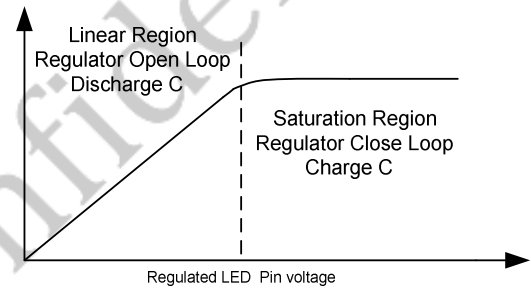 Linear Region
Regulator Open Loop
Discharge C
Saturation Region
Regulator Close Loop
Charge C
Regulated LED Pin voltage